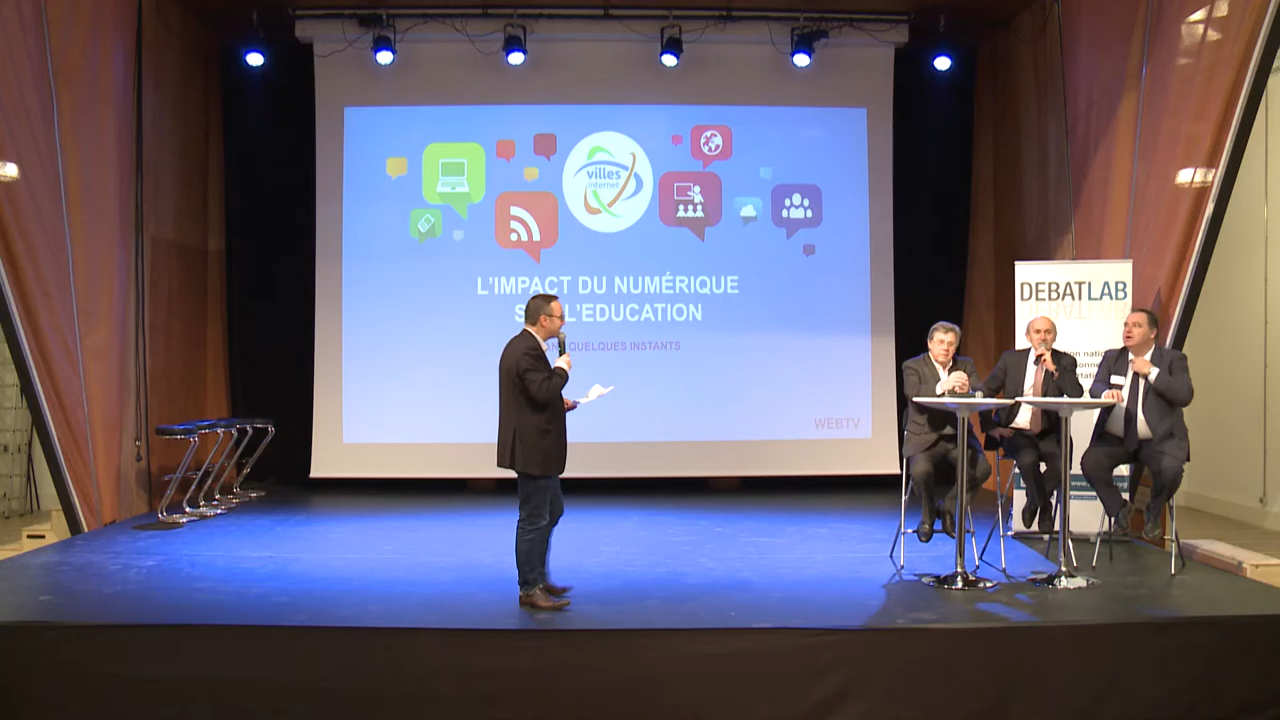 villes
internet
L'IMPACT DU NUMÉRIQUE
L'EDUCATION
QUELQUES INSTANTS
WEBTV
DEBATLAB